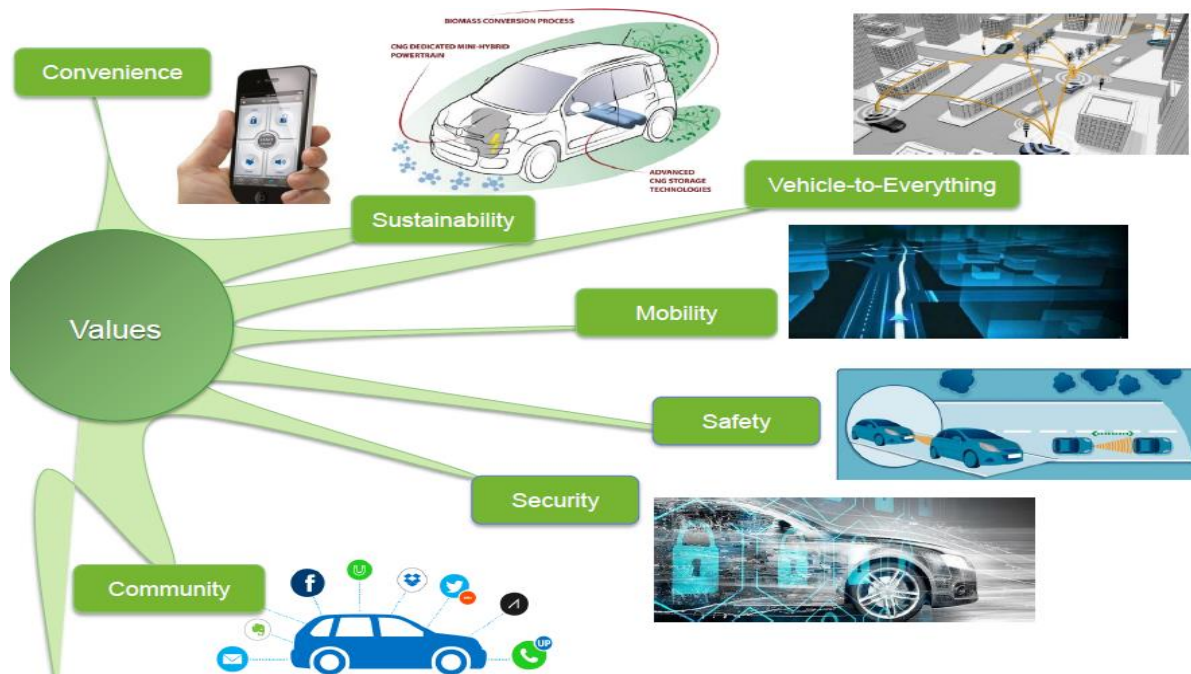 BIOMASS CONVERSION PROCESS
CNG DEDICATED MINI-HYBRID
POWERTRAIN
Convenience
ADVANCED
CNG STORAGE
TECHNOLOGIES
Vehicle-to-Everything
Sustainability
Mobility
Values
Safety
Security
Community
UP